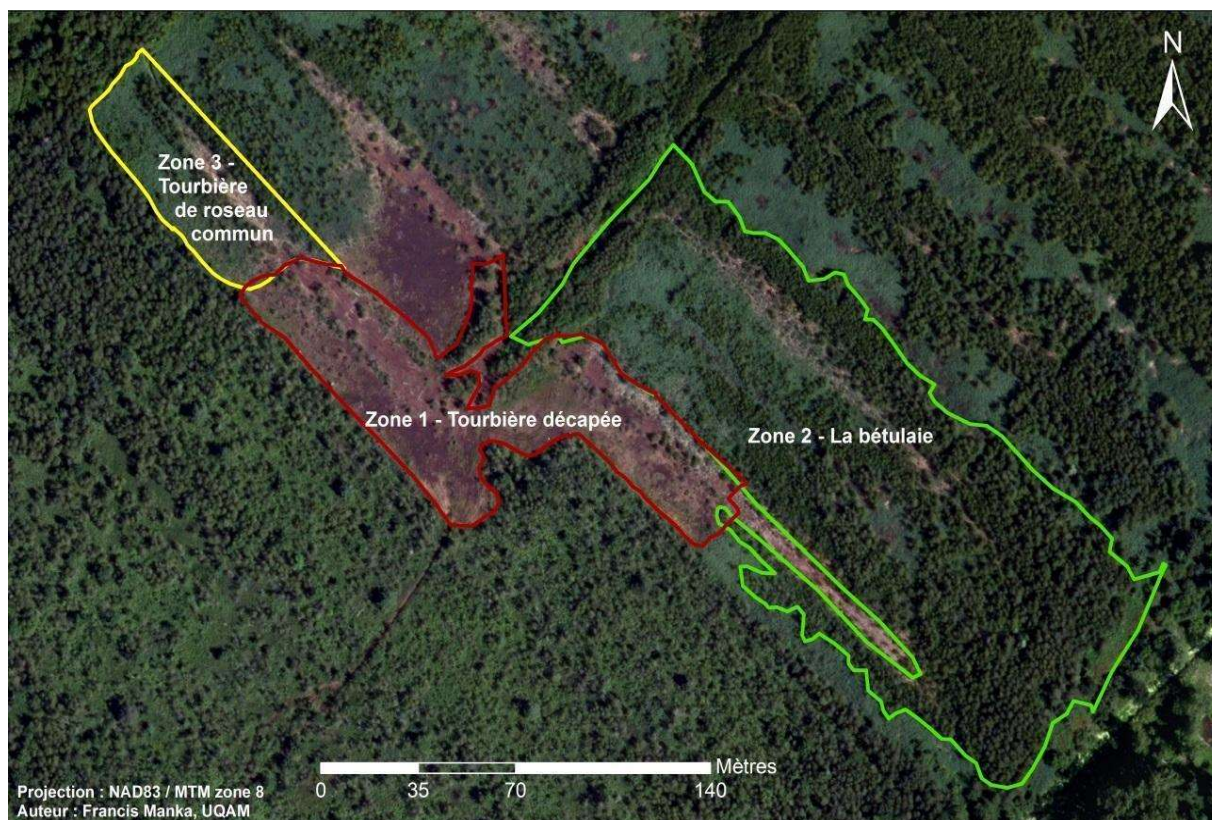 N
Zone 3 -
Tourbière
de roseau
commun
Zone 1 - Tourbière décapée
Zone 2 - La bétulaie
Mètres
0 35 70 140
Projection : NAD83 / MTM zone 8
Auteur : Francis Manka, UQAM